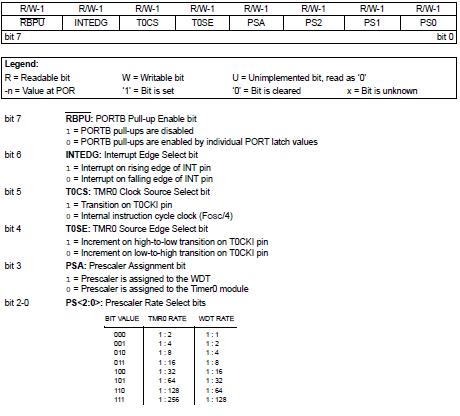 R/W-1 R/W-1 R/W-1 R/W-1 R/W-1 R/W-1 R/W-1 R/W-1
RBPU INTEDG T0CS T0SE PSA PS2 PS1 PS0
bit 7 bit 0
Legend:
R = Readable bit W = Writable bit U = Unimplemented bit, read as '0'
-n = Value at POR '1' = Bit is set '0' = Bit is cleared x = Bit is unknown
bit 7 RBPU: PORTB Pull-up Enable bit
1 = PORTB pull-ups are disabled
0 = PORTB pull-ups are enabled by individual PORT latch values
bit 6 INTEDG: Interrupt Edge Select bit
1 = Interrupt on rising edge of INT pin
0 = Interrupt on falling edge of INT pin
bit 5 T0CS: TMR0 Clock Source Select bit
1 = Transition on T0CKI pin
0 = Internal instruction cycle clock (FOSC/4)
bit 4 T0SE: TMR0 Source Edge Select bit
1 = Increment on high-to-low transition on T0CKI pin
0 = Increment on low-to-high transition on T0CKI pin
bit 3 PSA: Prescaler Assignment bit
1 = Prescaler is assigned to the WDT
0 = Prescaler is assigned to the Timer0 module
bit 2-0 PS<2:0>: Prescaler Rate Select bits
BIT VALUE TMR0 RATE WDT RATE
000 1 : 2 1 : 1
001 1 : 4 1 : 2
010 1 : 8 1 : 4
011 1 : 16 1 : 8
100 1 : 32 1 : 16
101 1 : 64 1 : 32
110 1 : 128 1 : 64
111 1 : 256 1 : 128